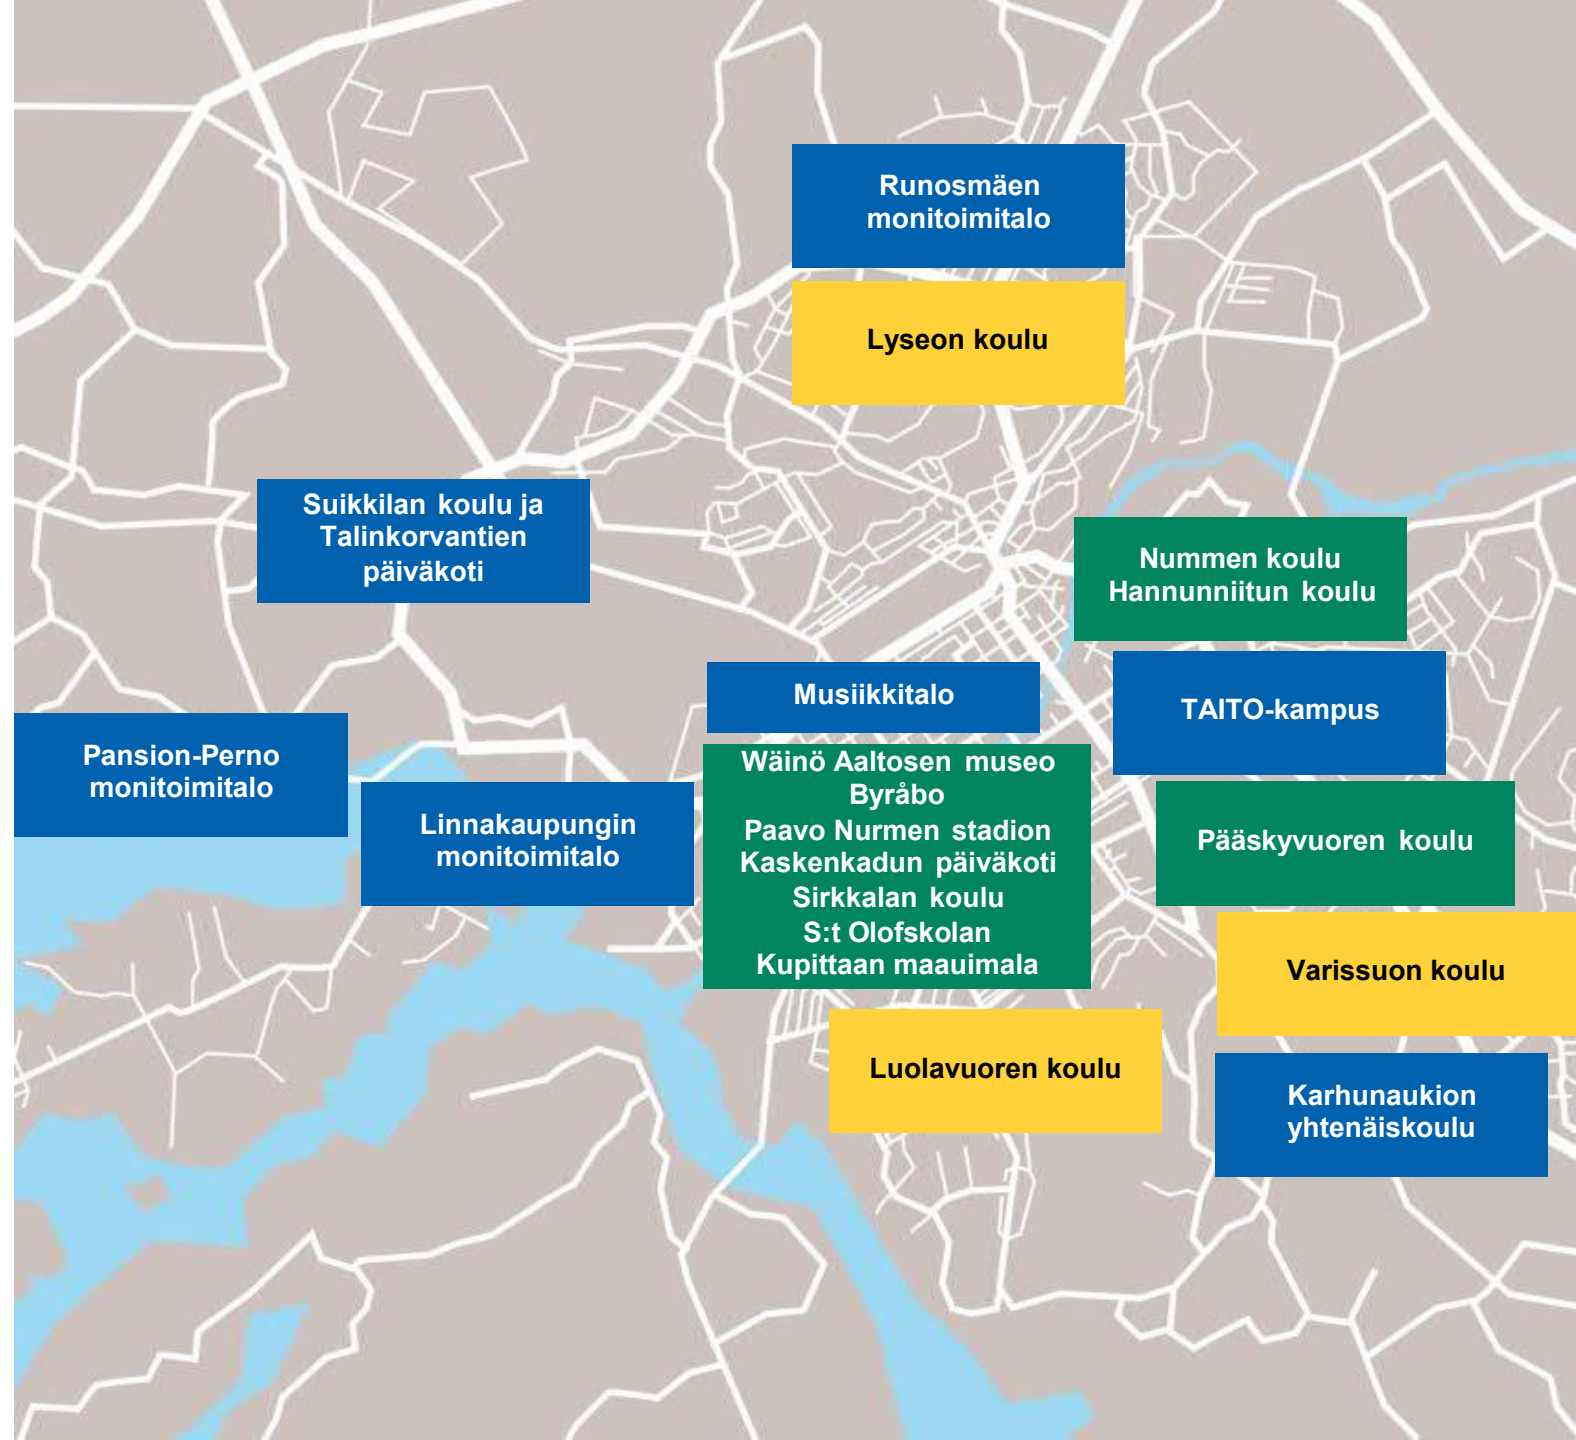 Runosmäen
monitoimitalo
Lyseon koulu
Suikkilan koulu ja
Talinkorvantien
päiväkoti
Nummen koulu
Hannunniitun koulu
Musiikkitalo
TAITO-kampus
Pansion-Perno
monitoimitalo
Linnakaupungin
monitoimitalo
Wäinö Aaltosen museo
Byråbo
Paavo Nurmen stadion
Kaskenkadun päiväkoti
Sirkkalan koulu
S:t Olofskolan
Kupittaan maauimala
Pääskyvuoren koulu
Varissuon koulu
Luolavuoren koulu
Karhunaukion
yhtenäiskoulu